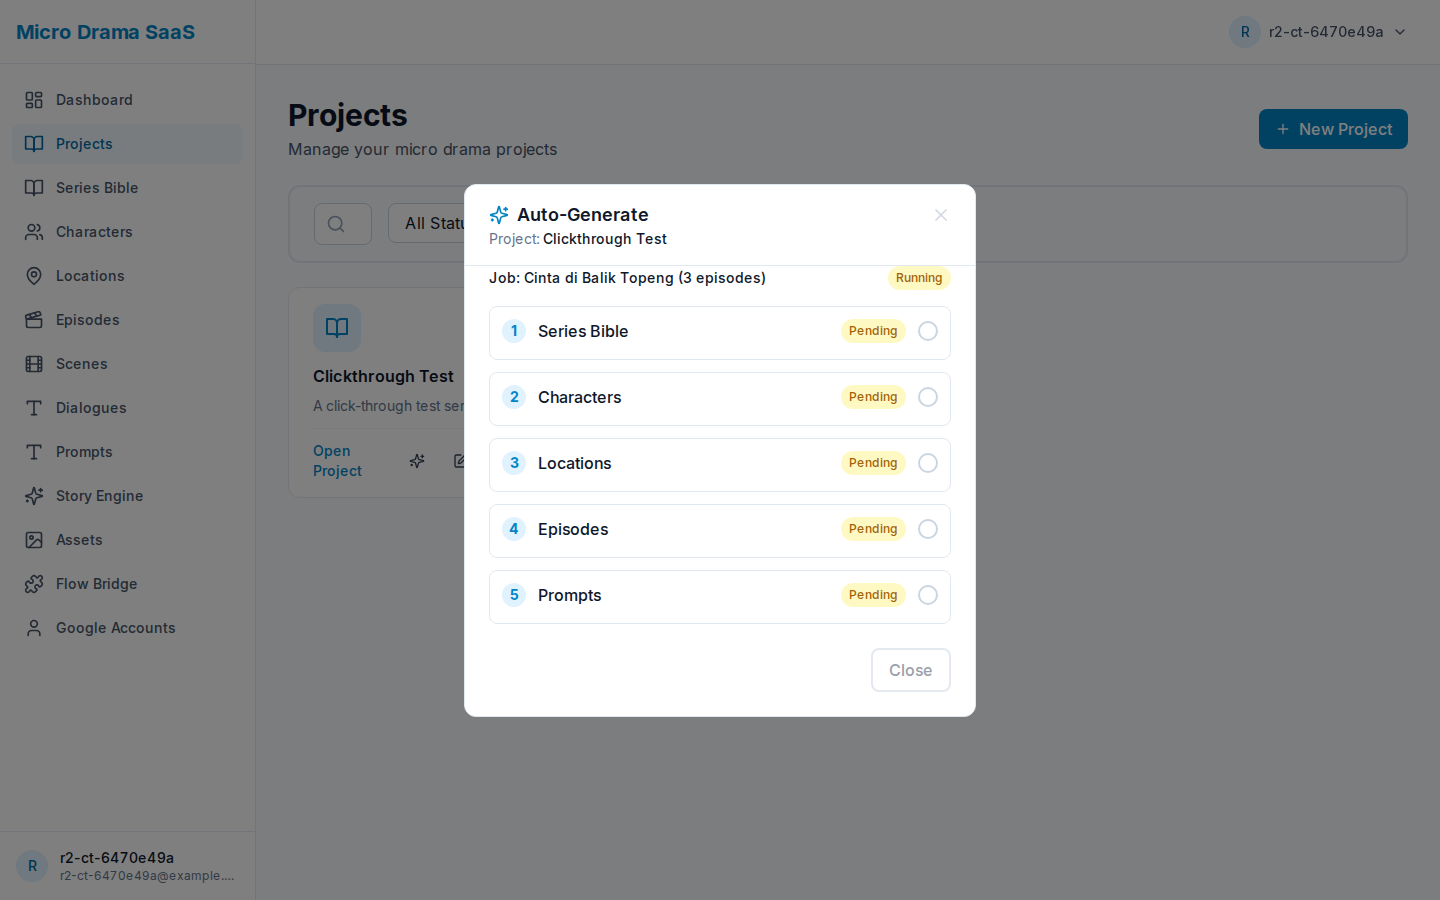 Micro Drama SaaS
R
r2-ct-6470e49a
Dashboard
Projects
Series Bible
Characters
Locations
Episodes
Scenes
Dialogues
Prompts
Story Engine
Assets
Flow Bridge
Google Accounts
R
r2-ct-6470e49a
r2-ct-6470e49a@example....
Projects
Manage your micro drama projects
New Project
All Statu
Clickthrough Test
A click-through test ser
Open
Project
Auto-Generate
Project: Clickthrough Test
Job: Cinta di Balik Topeng (3 episodes)
Running
1 Series Bible Pending
2 Characters Pending
3 Locations Pending
4 Episodes Pending
5 Prompts Pending
Close